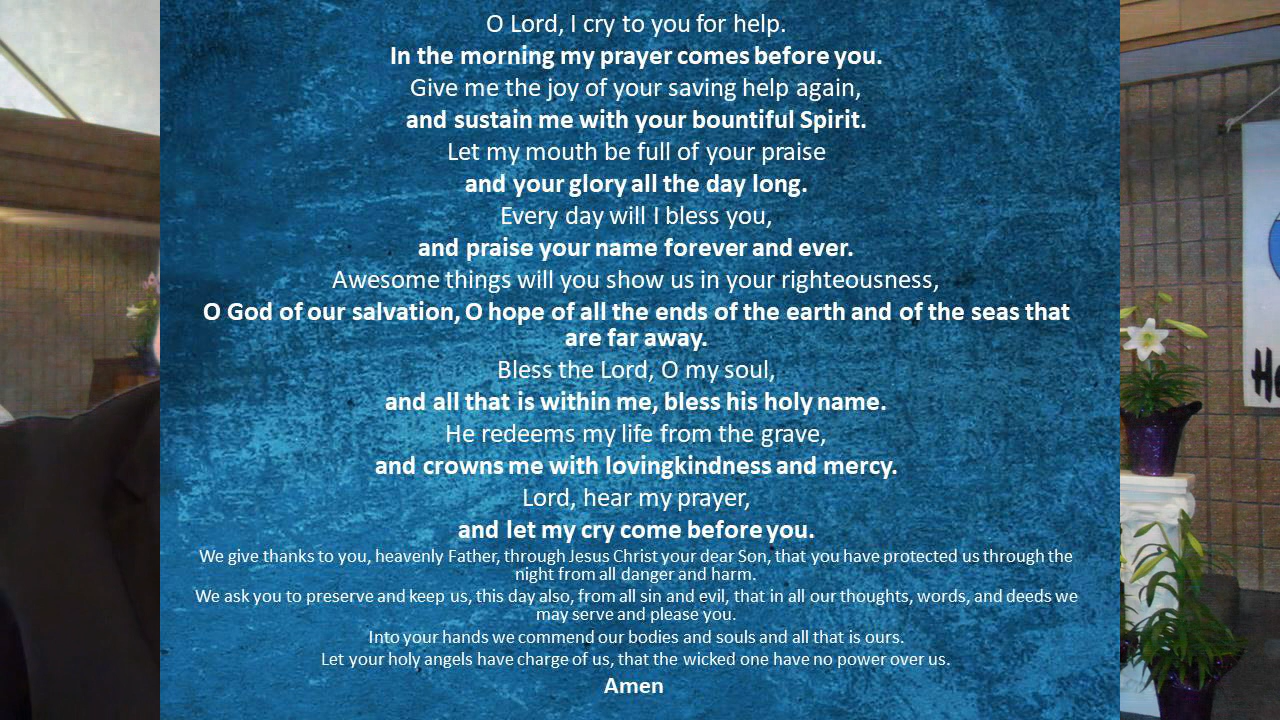 O Lord, I cry to you for help.
In the morning my prayer comes before you.
Give me the joy of your saving help again,
and sustain me with your bountiful Spirit.
Let my mouth be full of your praise
and your glory all the day long.
Every day will I bless you,
and praise your name forever and ever.
Awesome things will you show us in your righteousness,
O God of our salvation, O hope of all the ends of the earth and of the seas that
are far away.
Bless the Lord, O my soul,
and all that is within me, bless his holy name.
He redeems my life from the grave,
and crowns me with lovingkindness and mercy.
Lord, hear my prayer,
and let my cry come before you.
We give thanks to you, heavenly Father, through Jesus Christ your dear Son, that you have protected us through the
night from all danger and harm.
We ask you to preserve and keep us, this day also, from all sin and evil, that in all our thoughts, words, and deeds we
may serve and please you.
Into your hands we commend our bodies and souls and all that is ours.
Let your holy angels have charge of us, that the wicked one have no power over us.
Amen